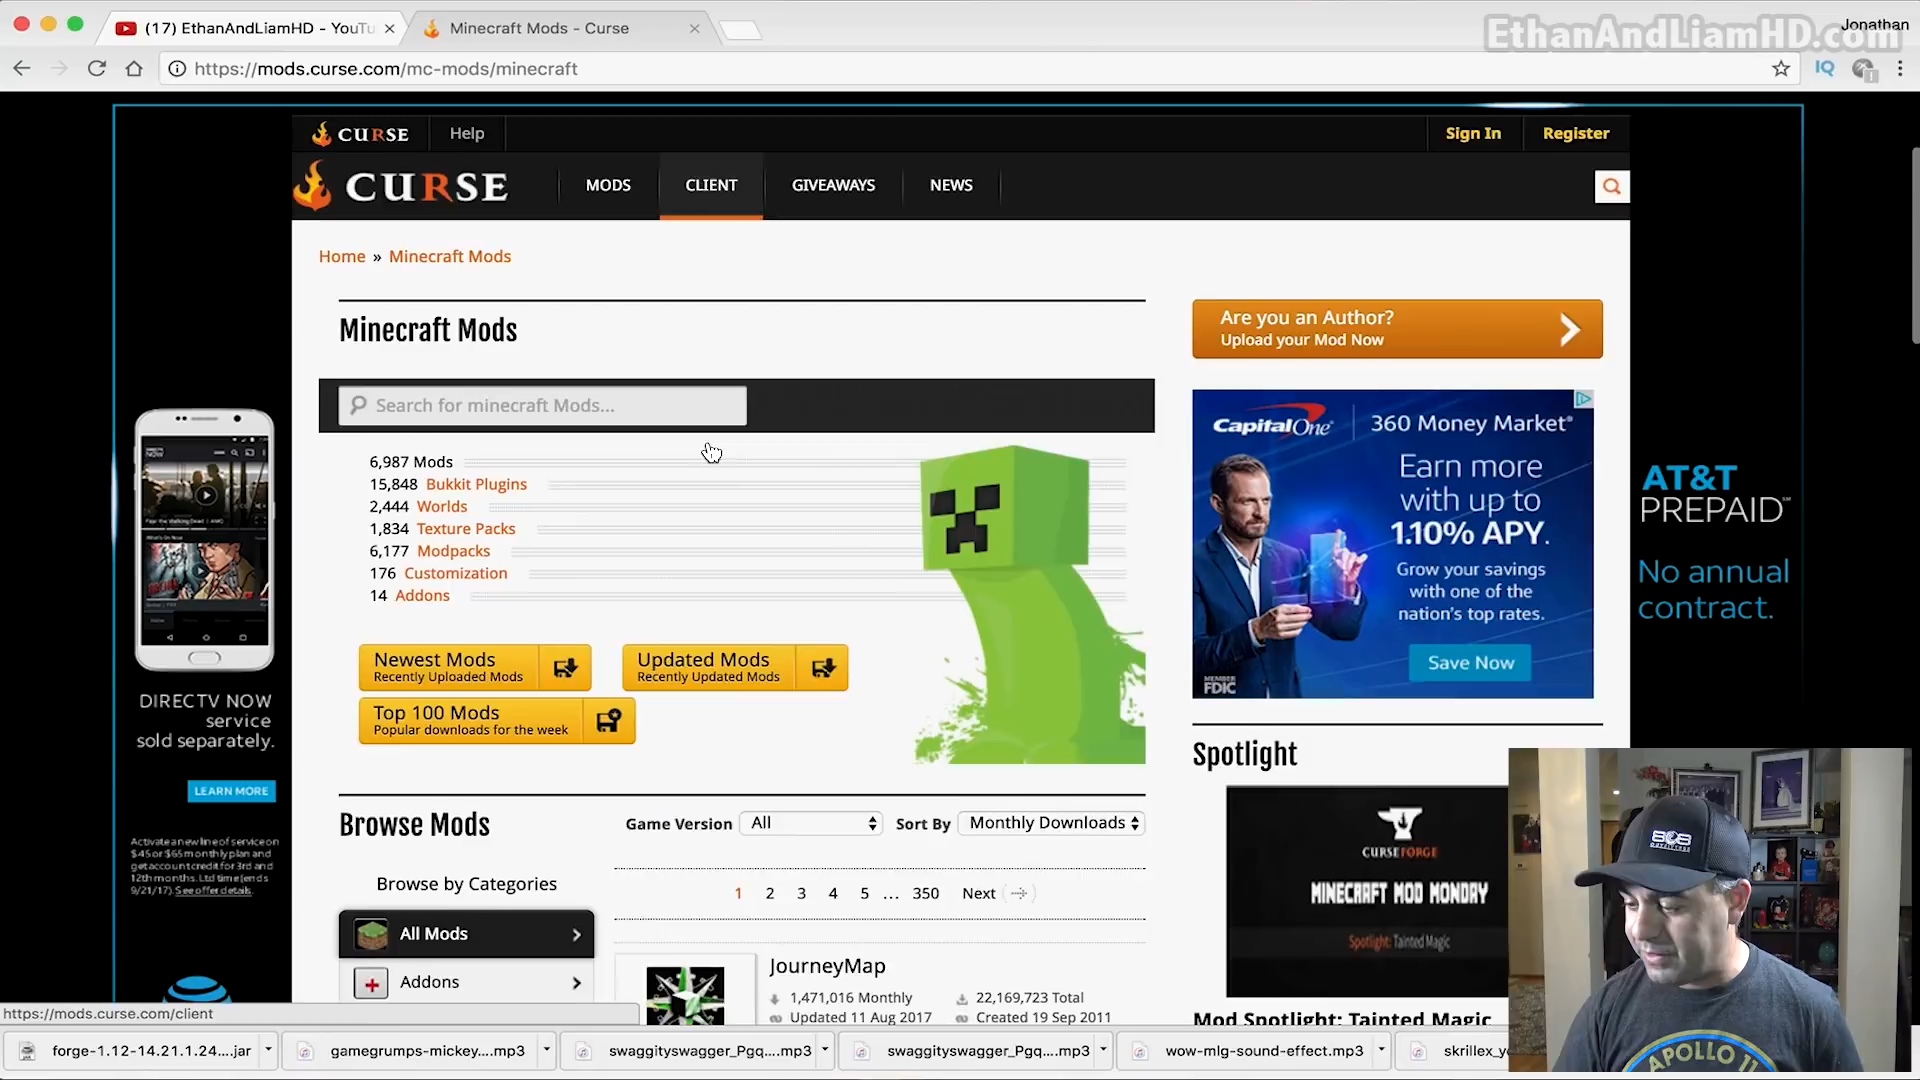 (17) EthanAndLiamHD - YouTu
Minecraft Mods - Curse
Jonathan
EthanAndLiamHD.com
https://mods.curse.com/mc-mods/minecraft
IQ
CURSE
Help
Sign In
Register
CURSE
MODS
CLIENT
GIVEAWAYS
NEWS
Home » Minecraft Mods
Minecraft Mods
Search for minecraft Mods...
6,987 Mods
15,848 Bukkit Plugins
2,444 Worlds
1,834 Texture Packs
6,177 Modpacks
176 Customization
14 Addons
Newest Mods
Recently Uploaded Mods
Updated Mods
Recently Updated Mods
Top 100 Mods
Popular downloads for the week
Are you an Author?
Upload your Mod Now
Capital One
360 Money Market®
Earn more
with up to
1.10% APY.
Grow your savings
with one of the
nation's top rates.
Save Now
MEMBER
FDIC
AT&T
PREPAID
No annual
contract.
DIRECTV NOW
service
sold separately.
LEARN MORE
Activate a new line of service on
$45 or $65 monthly plan and
get account credit for 3rd and
12th months. Ltd time (ends
9/21/17). See offer details.
Browse Mods
Game Version All
Sort By Monthly Downloads
Browse by Categories
1 2 3 4 5 ... 350 Next
All Mods
Addons
JourneyMap
1,471,016 Monthly
22,169,723 Total
Updated 11 Aug 2017
Created 19 Sep 2011
Spotlight
CURSEFORGE
MINECRAFT MOD MONDAY
Spotlight: Tainted Magic
Mod Spotlight: Tainted Magic
808
APOLLO 11
https://mods.curse.com/client
forge-1.12-14.21.1.24....jar
gamegrumps-mickey....mp3
swaggityswagger_Pgq....mp3
swaggityswagger_Pgq....mp3
wow-mlg-sound-effect.mp3
skrillex_y